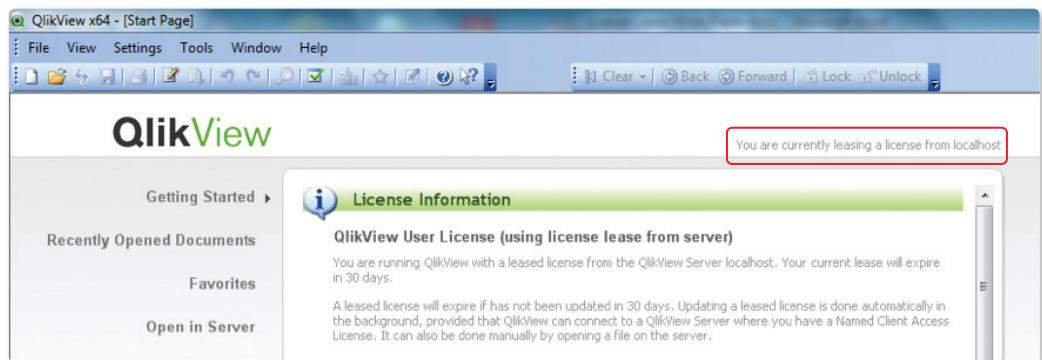 QlikView x64 - [Start Page]
File View Settings Tools Window Help
Clear Back Forward Lock Unlock
QlikView
You are currently leasing a license from localhost
Getting Started
License Information
Recently Opened Documents
QlikView User License (using license lease from server)
You are running QlikView with a leased license from the QlikView Server localhost. Your current lease will expire
in 30 days.
Favorites
A leased license will expire if has not been updated in 30 days. Updating a leased license is done automatically in
the background, provided that QlikView can connect to a QlikView Server where you have a Named Client Access
License. It can also be done manually by opening a file on the server.
Open in Server